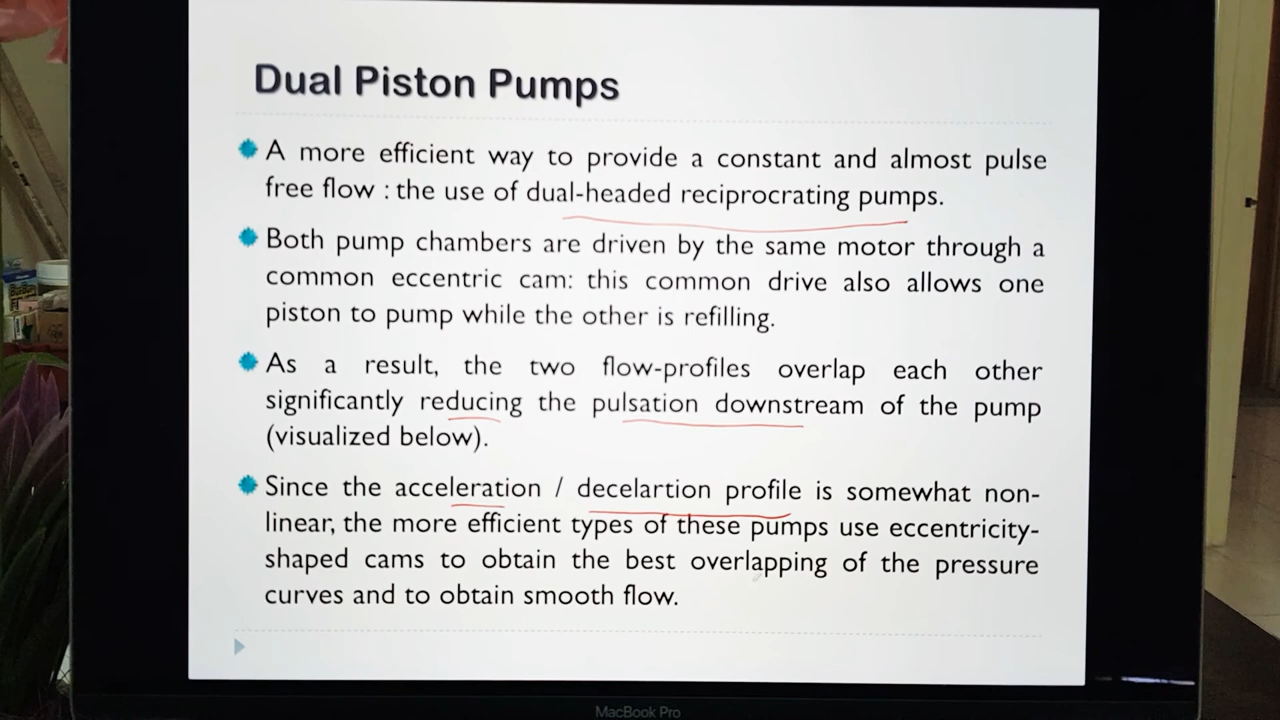 Dual Piston Pumps
A more efficient way to provide a constant and almost pulse
free flow : the use of dual-headed reciprocrating pumps.
Both pump chambers are driven by the same motor through a
common eccentric cam: this common drive also allows one
piston to pump while the other is refilling.
As a result, the two flow-profiles overlap each other
significantly reducing the pulsation downstream of the pump
(visualized below).
Since the acceleration / decelartion profile is somewhat non-
linear, the more efficient types of these pumps use eccentricity-
shaped cams to obtain the best overlapping of the pressure
curves and to obtain smooth flow.
MacBook Pro